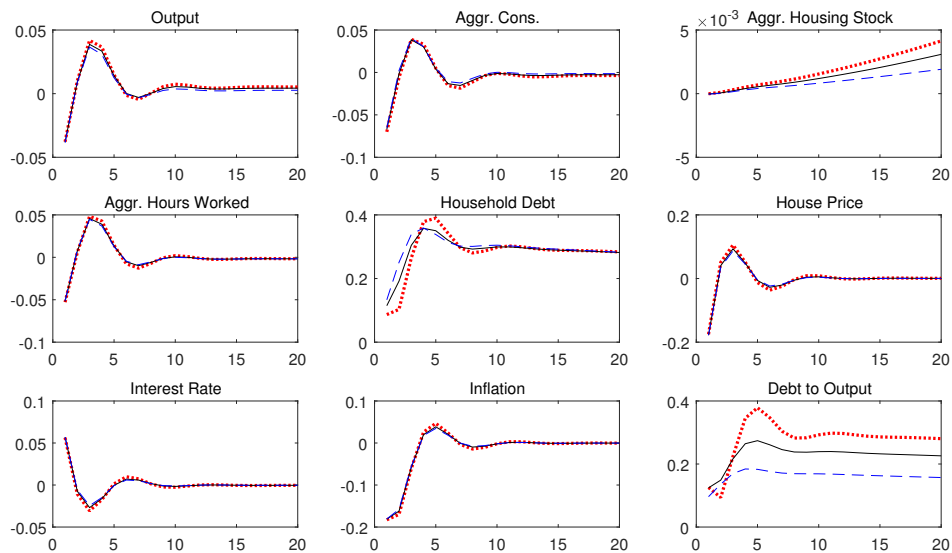 Output
Aggr. Cons.
Aggr. Housing Stock
0.05
0
-0.05
0 5 10 15 20
0.05
0
-0.05
-0.1
0 5 10 15 20
×10⁻³
5
0
-5
0 5 10 15 20
Aggr. Hours Worked
Household Debt
House Price
0.05
0
-0.05
-0.1
0 5 10 15 20
0.4
0.2
0
0 5 10 15 20
0.2
0
-0.2
0 5 10 15 20
Interest Rate
Inflation
Debt to Output
0.1
0.05
0
-0.05
0 5 10 15 20
0.1
0
-0.1
-0.2
0 5 10 15 20
0.4
0.2
0
0 5 10 15 20